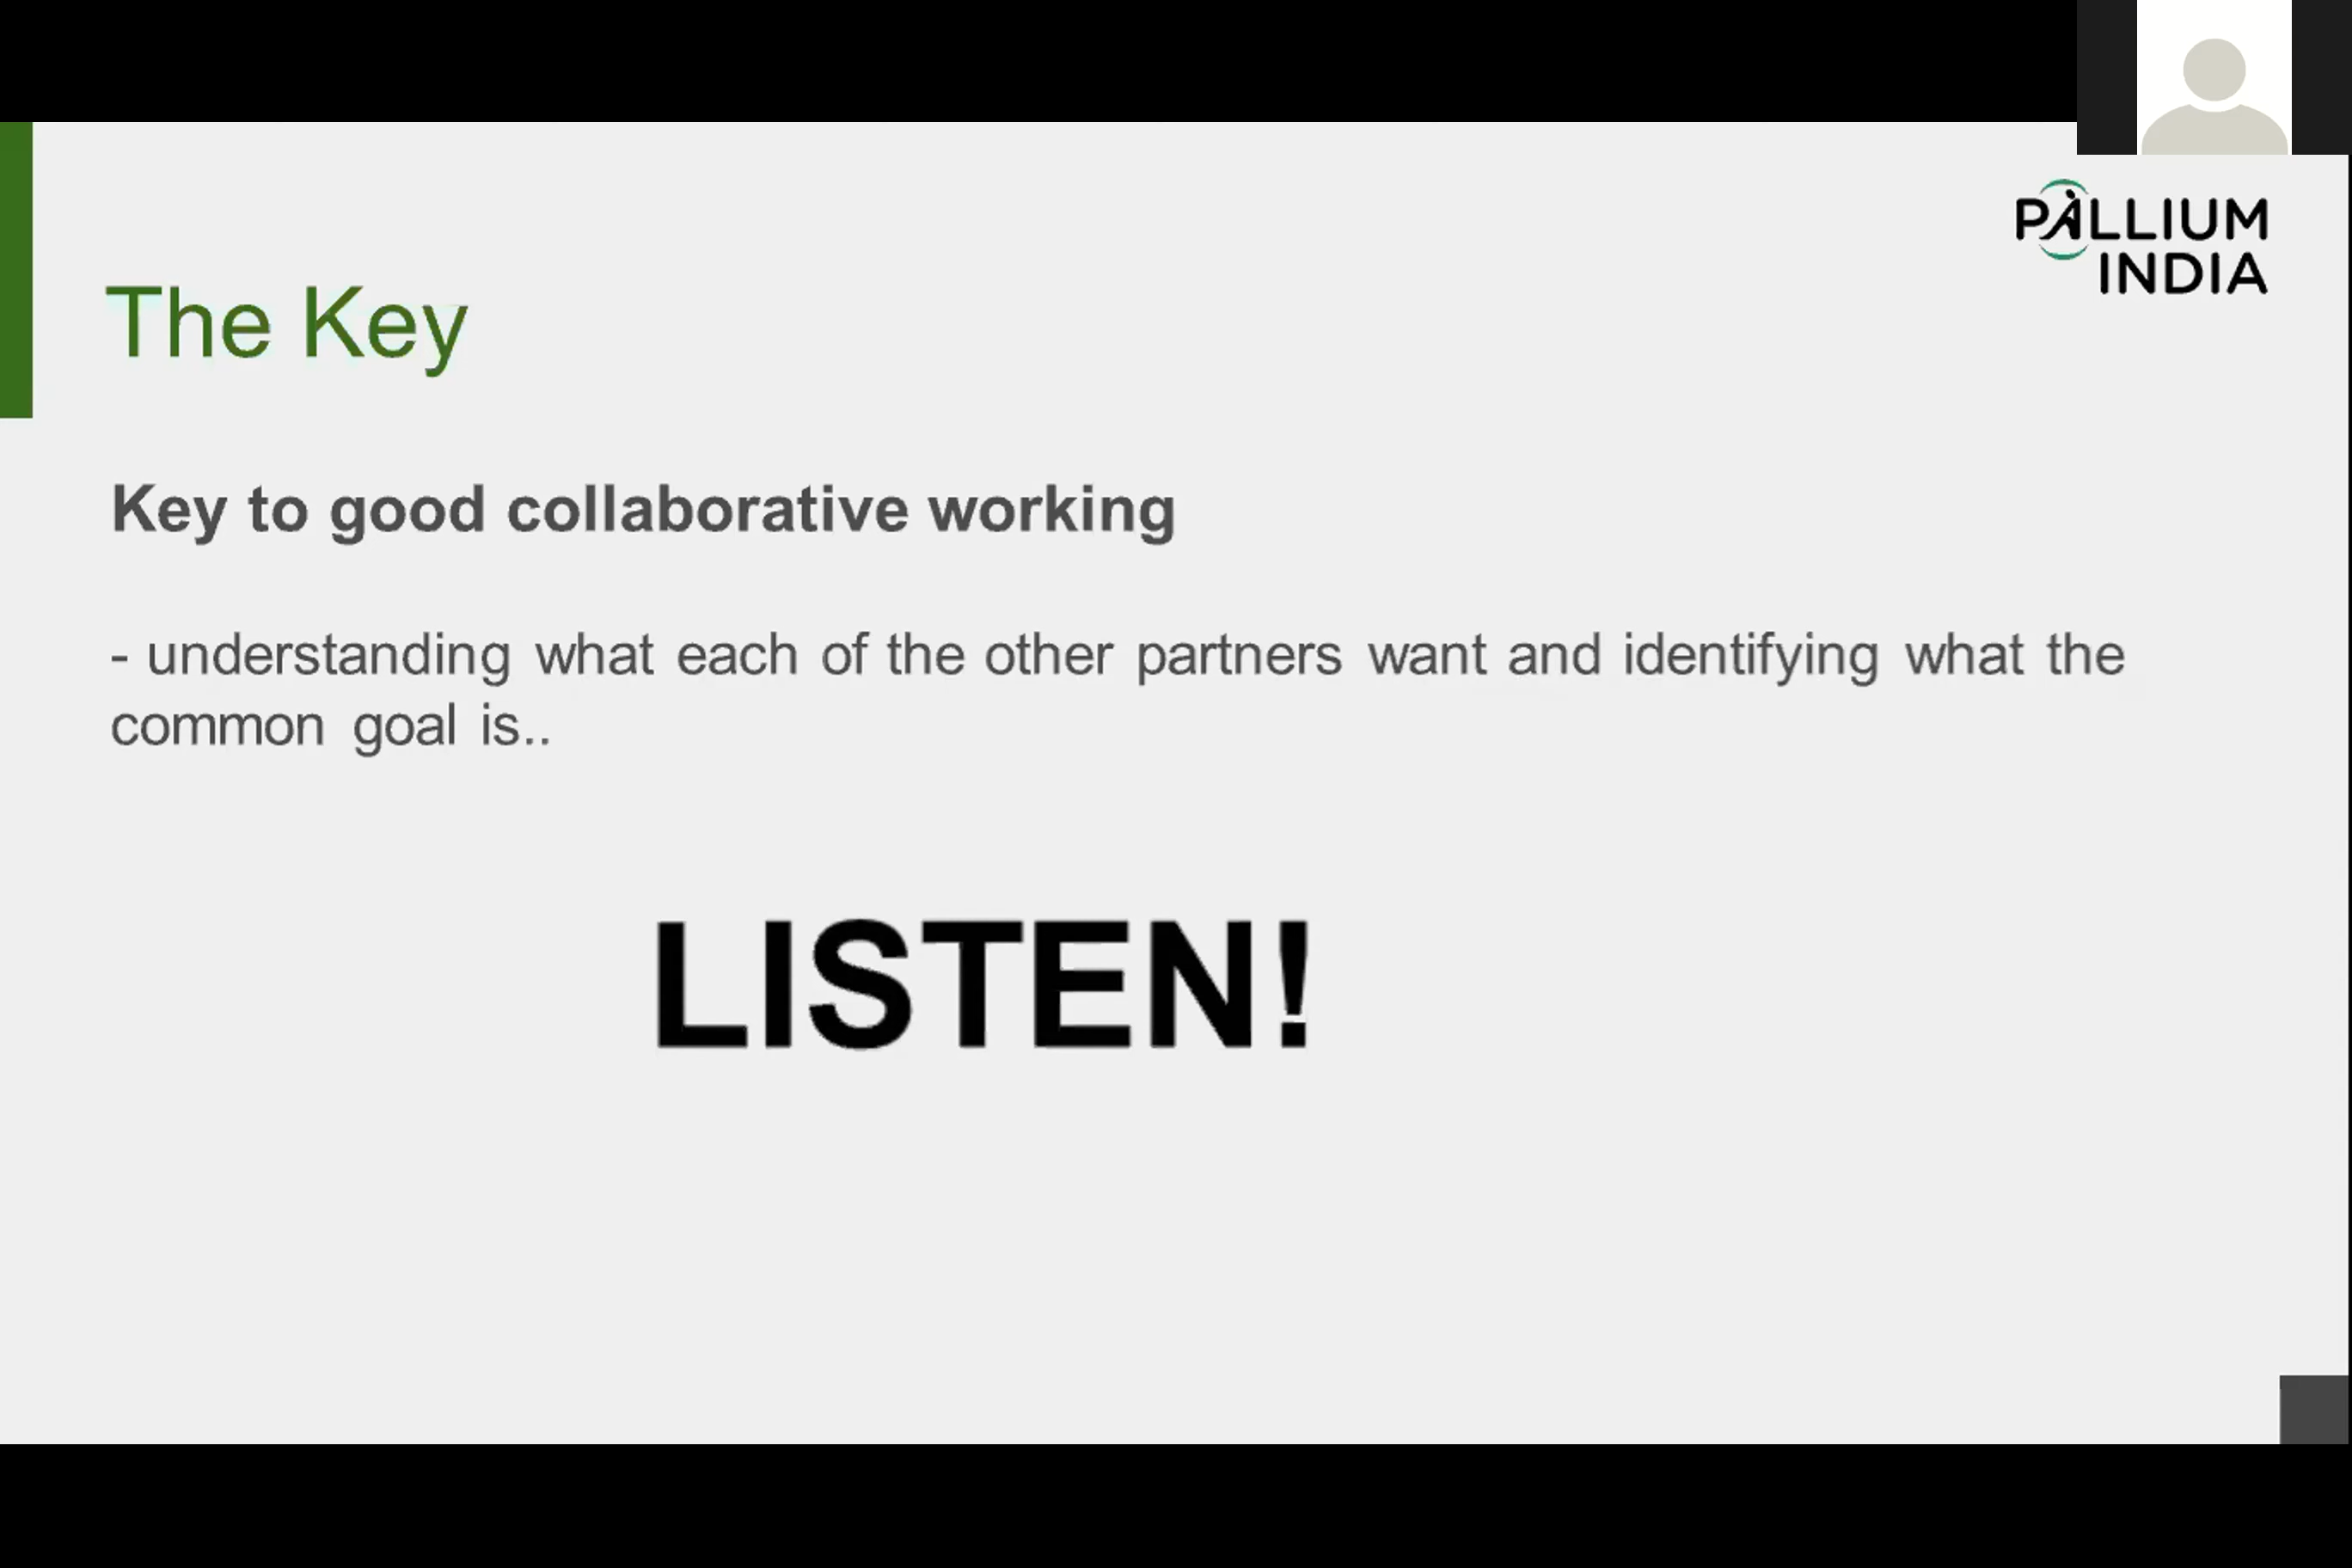 PALLIUM
INDIA
The Key
Key to good collaborative working
- understanding what each of the other partners want and identifying what the
common goal is..
LISTEN!